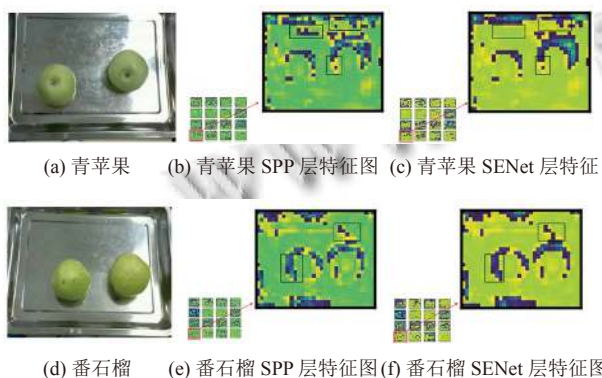 (a) 青苹果 (b) 青苹果 SPP 层特征图 (c) 青苹果 SENet 层特征
(d) 番石榴 (e) 番石榴 SPP 层特征图 (f) 番石榴 SENet 层特征图